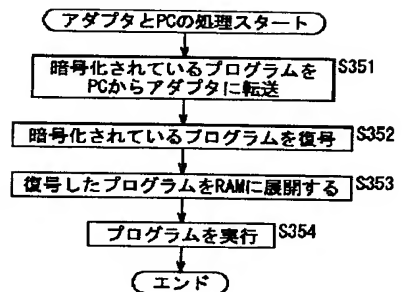 アダプタとPCの処理スタート
暗号化されているプログラムを S351
PCからアダプタに転送
暗号化されているプログラムを復号 S352
復号したプログラムをRAMに展開する S353
プログラムを実行 S354
エンド